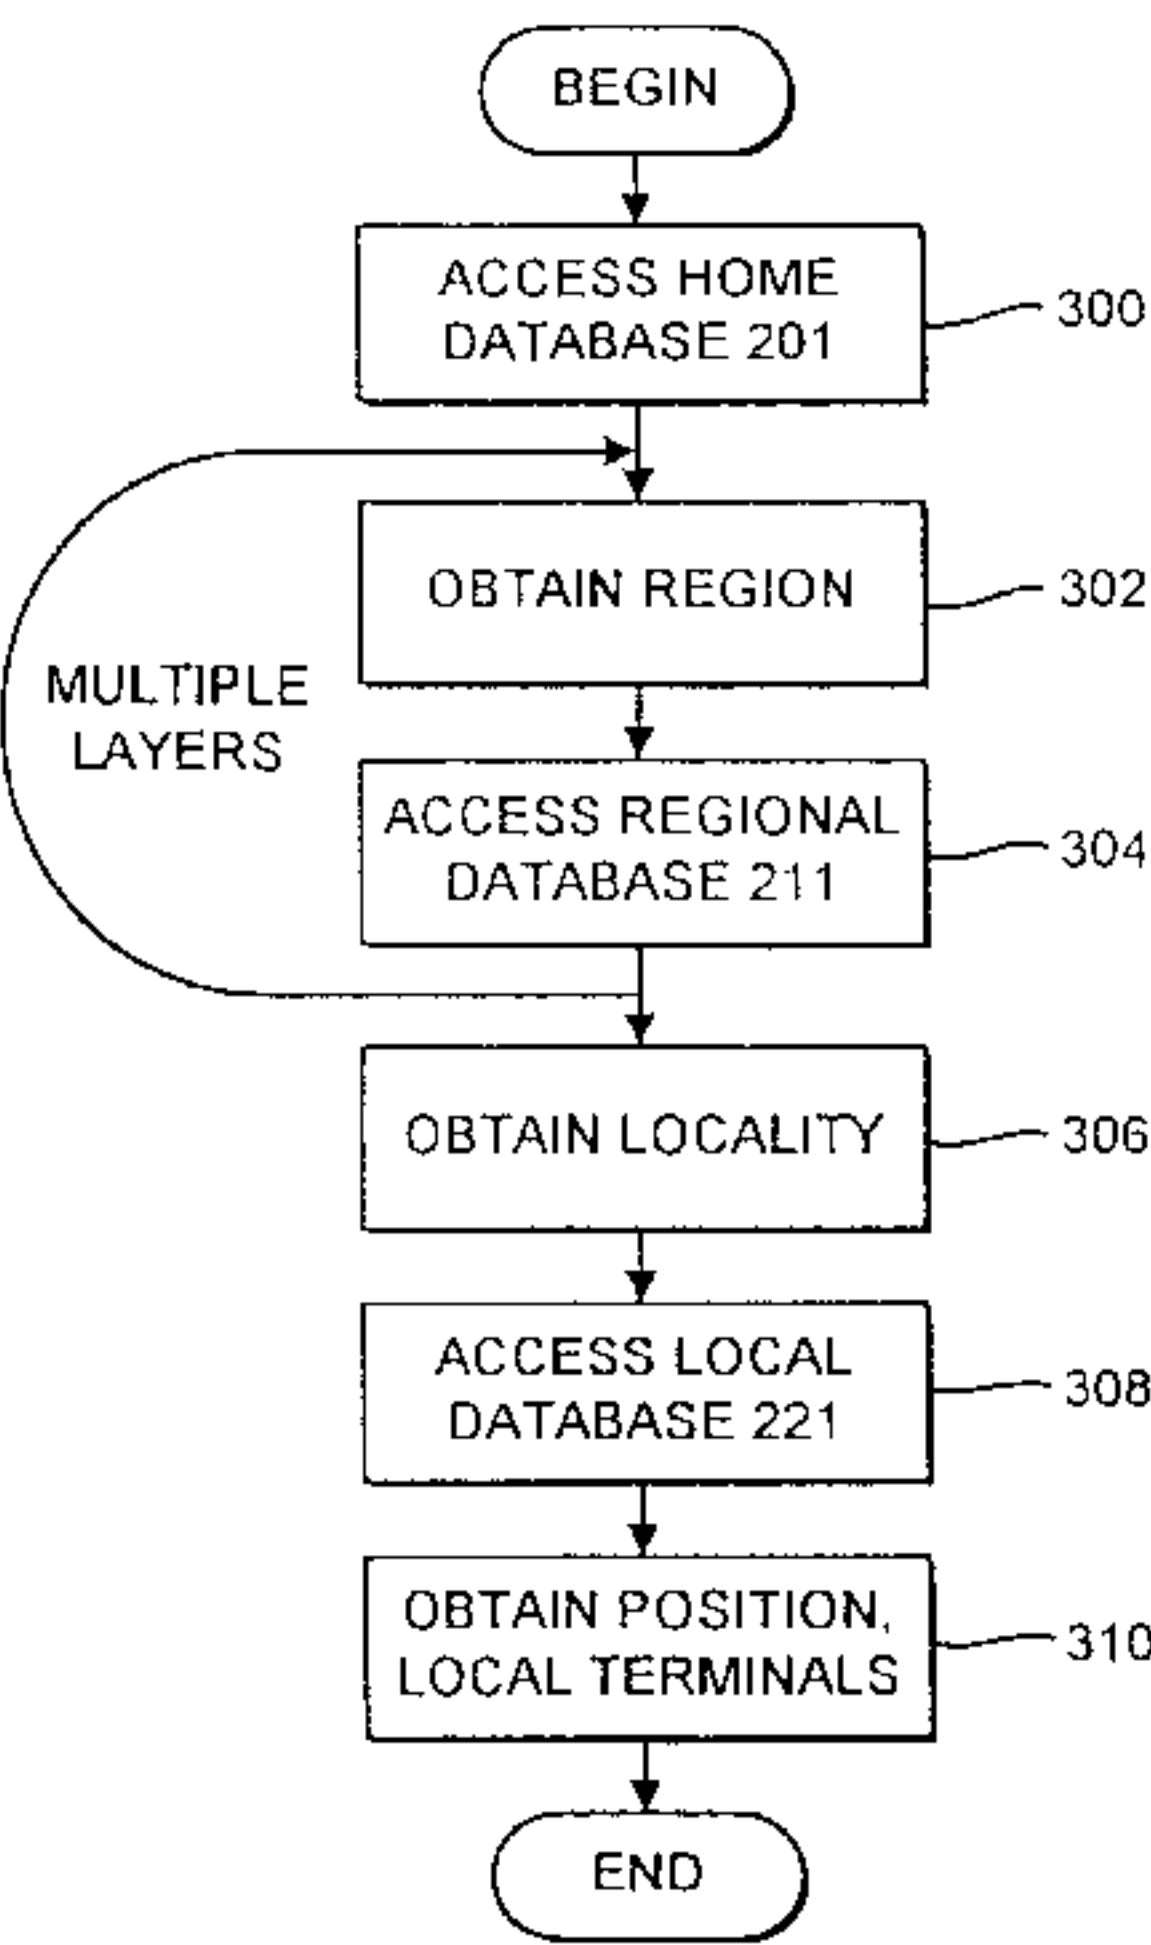 BEGIN
ACCESS HOME
DATABASE 201
300
OBTAIN REGION
302
MULTIPLE
LAYERS
ACCESS REGIONAL
DATABASE 211
304
OBTAIN LOCALITY
306
ACCESS LOCAL
DATABASE 221
308
OBTAIN POSITION,
LOCAL TERMINALS
310
END